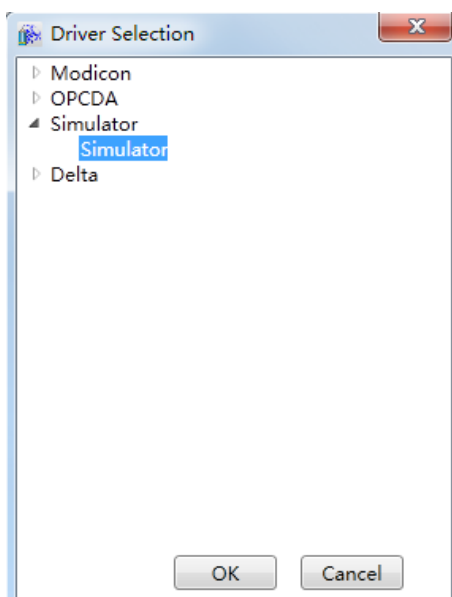 Driver Selection
Modicon
OPCDA
Simulator
Simulator
Delta
OK Cancel